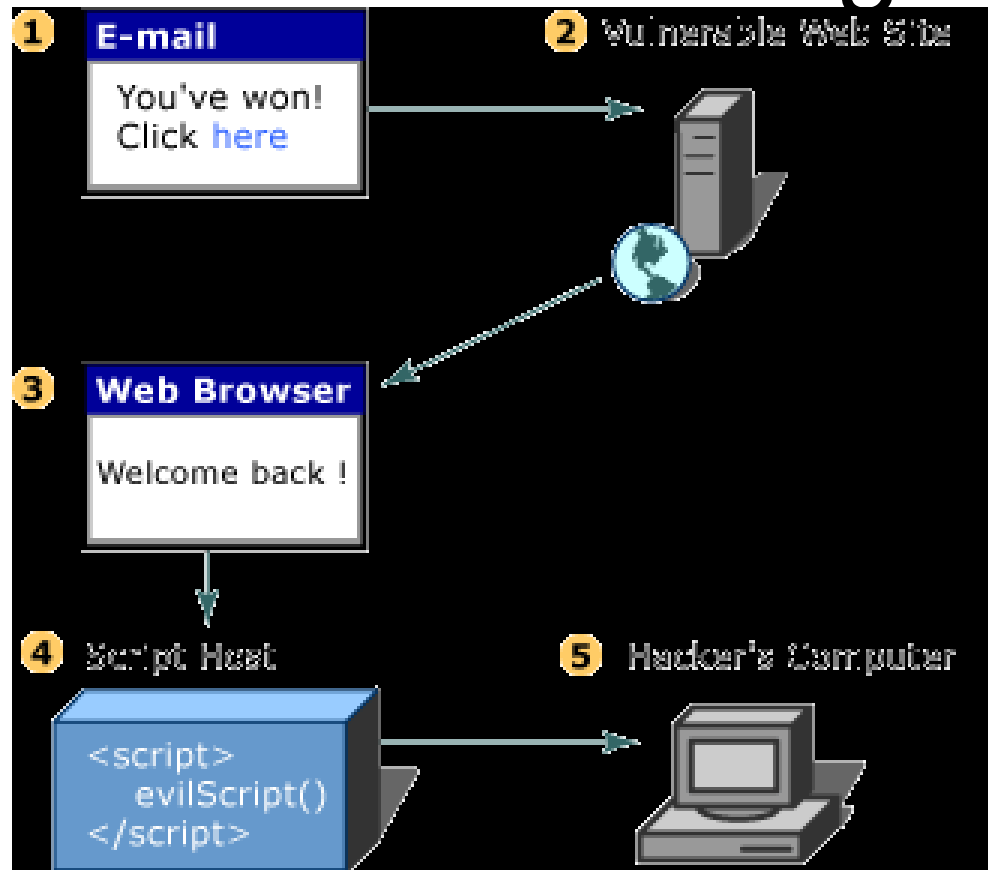 1
E-mail
You've won!
Click here
2 Vulnerable Web Site
3
Web Browser
Welcome back !
4 Script Host
<script>
evilScript()
</script>
5 Hacker's Computer